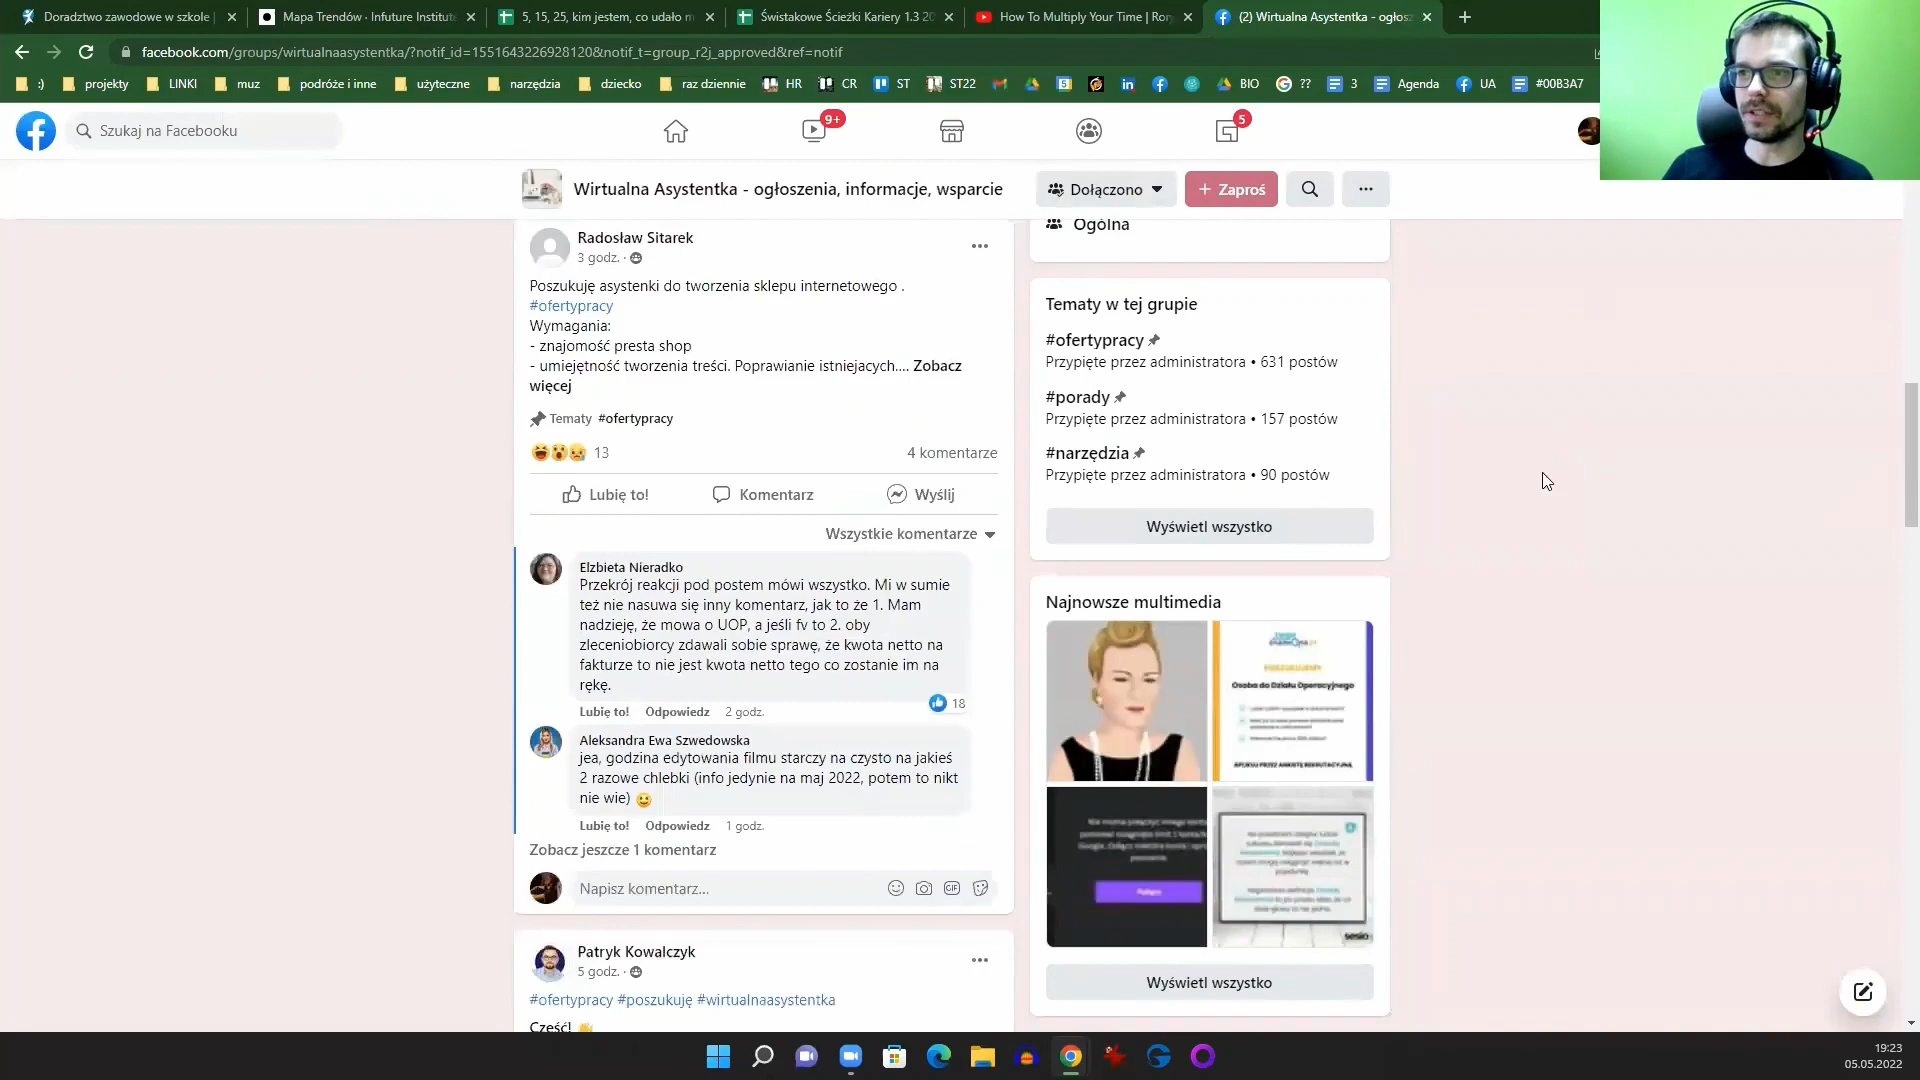 Doradztwo zawodowe w szkole
Mapa Trendów · Infuture Institute
5, 15, 25, kim jestem, co udało m
Świstakowe Ścieżki Kariery 1.3 20
How To Multiply Your Time | Rory
(2) Wirtualna Asystentka - ogłosz
facebook.com/groups/wirtualnaasystentka/?notif_id=1551643226928120&notif_t=group_r2j_approved&ref=notif
:)
projekty
LINKI
muz
podróże i inne
użyteczne
narzędzia
dziecko
raz dziennie
HR
CR
ST
ST22
BIO
??
3
Agenda
UA
#00B3A7
Szukaj na Facebooku
9+
5
Wirtualna Asystentka - ogłoszenia, informacje, wsparcie
Dołączono
+ Zaproś
Radosław Sitarek
3 godz. ·
Poszukuję asystenki do tworzenia sklepu internetowego .
#ofertypracy
Wymagania:
- znajomość presta shop
- umiejętność tworzenia treści. Poprawianie istniejacych.... Zobacz
więcej
Tematy #ofertypracy
13
4 komentarze
Lubię to!
Komentarz
Wyślij
Wszystkie komentarze
Elzbieta Nieradko
Przekrój reakcji pod postem mówi wszystko. Mi w sumie
też nie nasuwa się inny komentarz, jak to że 1. Mam
nadzieję, że mowa o UOP, a jeśli fv to 2. oby
zleceniobiorcy zdawali sobie sprawę, że kwota netto na
fakturze to nie jest kwota netto tego co zostanie im na
rękę.
18
Lubię to! Odpowiedz 2 godz.
Aleksandra Ewa Szwedowska
jea, godzina edytowania filmu starczy na czysto na jakieś
2 razowe chlebki (info jedynie na maj 2022, potem to nikt
nie wie)
Lubię to! Odpowiedz 1 godz.
Zobacz jeszcze 1 komentarz
Napisz komentarz...
GIF
Patryk Kowalczyk
5 godz. ·
#ofertypracy #poszukuję #wirtualnaasystentka
Cześć!
Ogólna
Tematy w tej grupie
#ofertypracy
Przypięte przez administratora • 631 postów
#porady
Przypięte przez administratora • 157 postów
#narzędzia
Przypięte przez administratora • 90 postów
Wyświetl wszystko
Najnowsze multimedia
POSZUKUJEMY
Osoba do Działu Operacyjnego
Wyświetl wszystko
19:23
05.05.2022